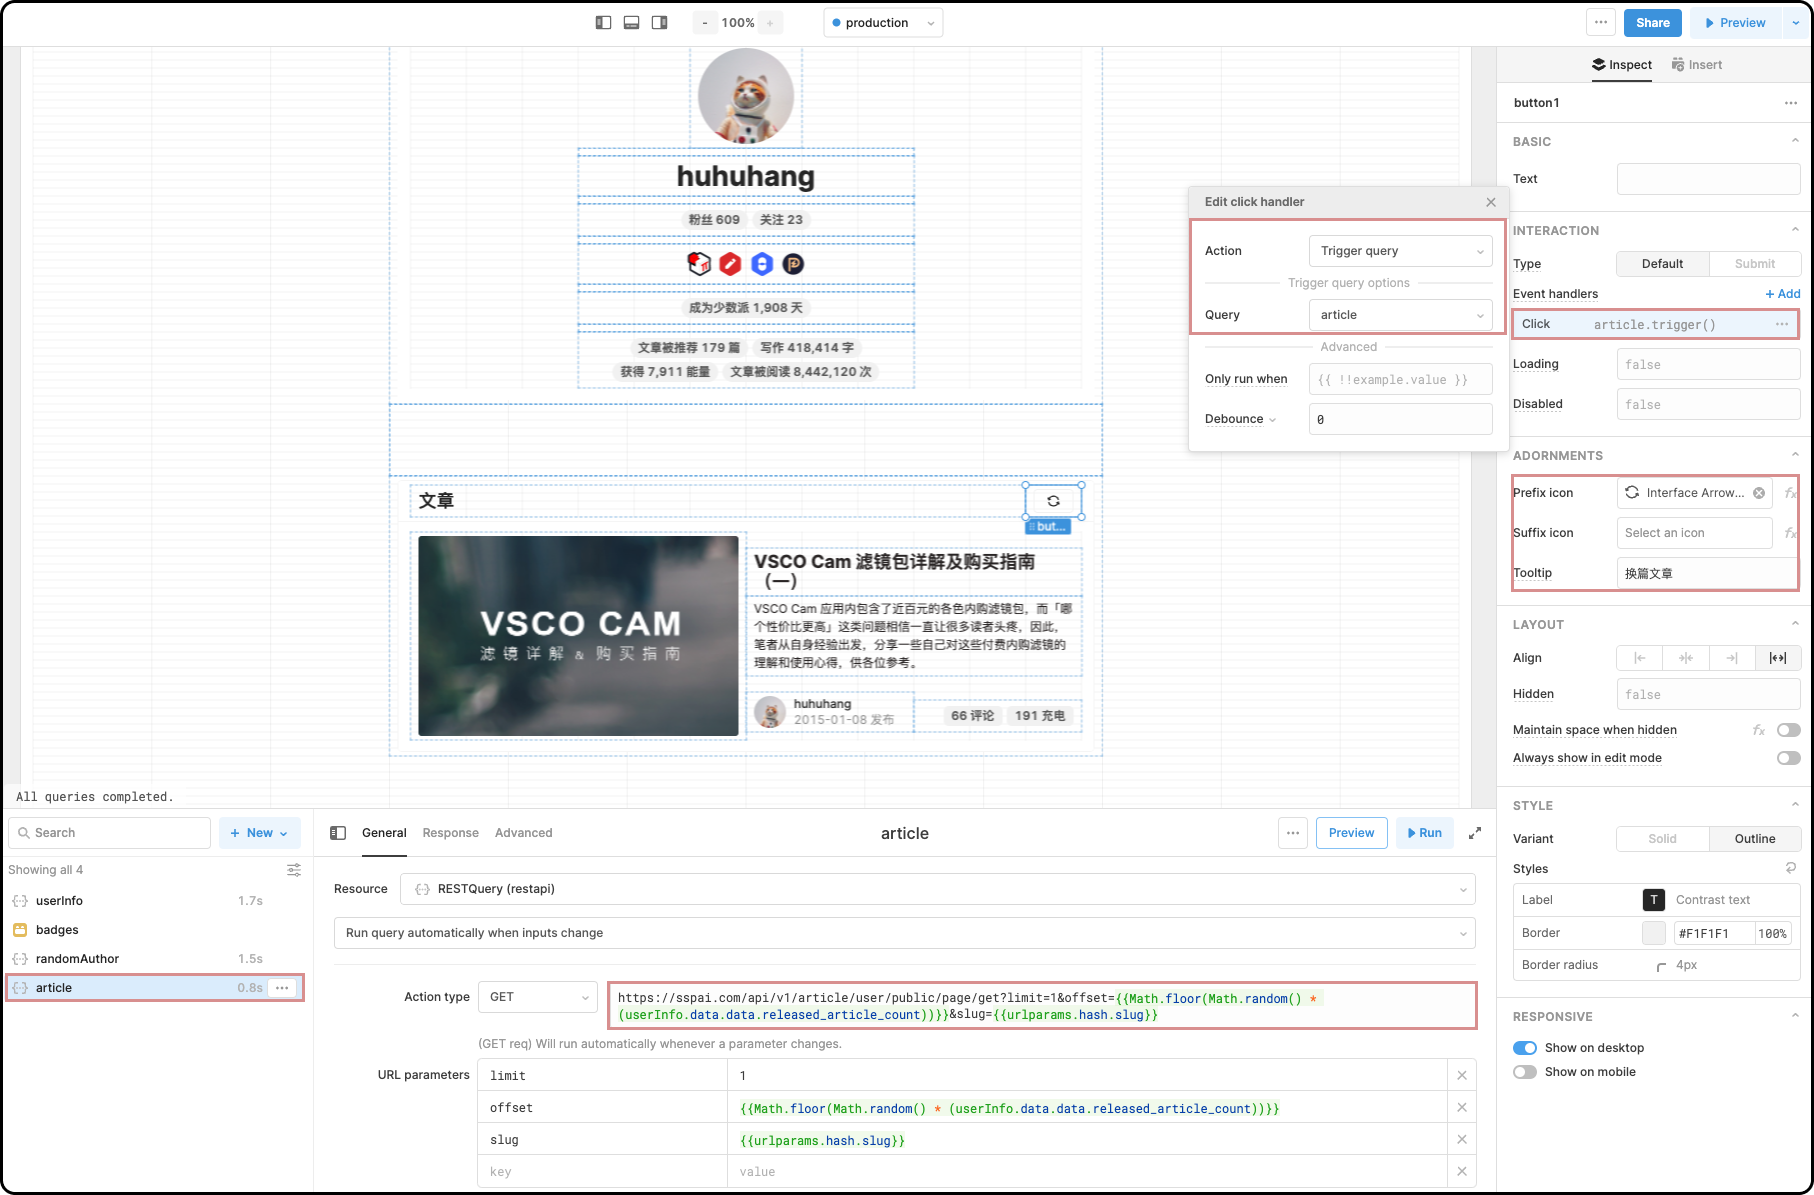 - 100% +
production
Share
Preview
Inspect
Insert
huhuhang
粉丝 609 关注 23
成为少数派 1,908 天
文章被推荐 179 篇 写作 418,414 字
获得 7,911 能量 文章被阅读 8,442,120 次
文章
but...
VSCO CAM
滤镜详解 & 购买指南
VSCO Cam 滤镜包详解及购买指南
（一）
VSCO Cam 应用内包含了近百元的各色内购滤镜包，而「哪
个性价比更高」这类问题相信一直让很多读者头疼，因此，
笔者从自身经验出发，分享一些自己对这些付费内购滤镜的
理解和使用心得，供各位参考。
huhuhang
2015-01-08 发布
66 评论 191 充电
Edit click handler
Action Trigger query
Trigger query options
Query article
Advanced
Only run when {{ !!example.value }}
Debounce 0
button1
BASIC
Text
INTERACTION
Type Default Submit
Event handlers + Add
Click article.trigger()
Loading false
Disabled false
ADORNMENTS
Prefix icon Interface Arrow... fx
Suffix icon Select an icon fx
Tooltip 换篇文章
LAYOUT
Align
Hidden false
Maintain space when hidden fx
Always show in edit mode
STYLE
Variant Solid Outline
Styles
Label T Contrast text
Border #F1F1F1 100%
Border radius 4px
RESPONSIVE
Show on desktop
Show on mobile
All queries completed.
Search
+ New
Showing all 4
userInfo 1.7s
badges
randomAuthor 1.5s
article 0.8s
General Response Advanced
article
Preview
Run
Resource RESTQuery (restapi)
Run query automatically when inputs change
Action type GET
https://sspai.com/api/v1/article/user/public/page/get?limit=1&offset={{Math.floor(Math.random() *
(userInfo.data.data.released_article_count))}}&slug={{urlparams.hash.slug}}
(GET req) Will run automatically whenever a parameter changes.
URL parameters
limit 1
offset {{Math.floor(Math.random() * (userInfo.data.data.released_article_count))}}
slug {{urlparams.hash.slug}}
key value